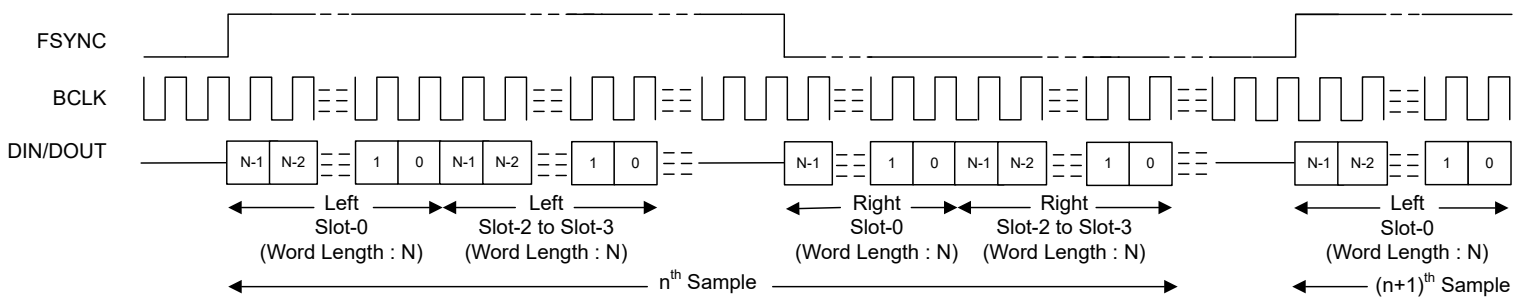 FSYNC
BCLK
DIN/DOUT
N-1 N-2 1 0 N-1 N-2 1 0 N-1 1 0 N-1 N-2 1 0 N-1 N-2 1 0
Left Left Right Right Left
Slot-0 Slot-2 to Slot-3 Slot-0 Slot-2 to Slot-3 Slot-0
(Word Length : N) (Word Length : N) (Word Length : N) (Word Length : N) (Word Length : N)
nth Sample (n+1)th Sample